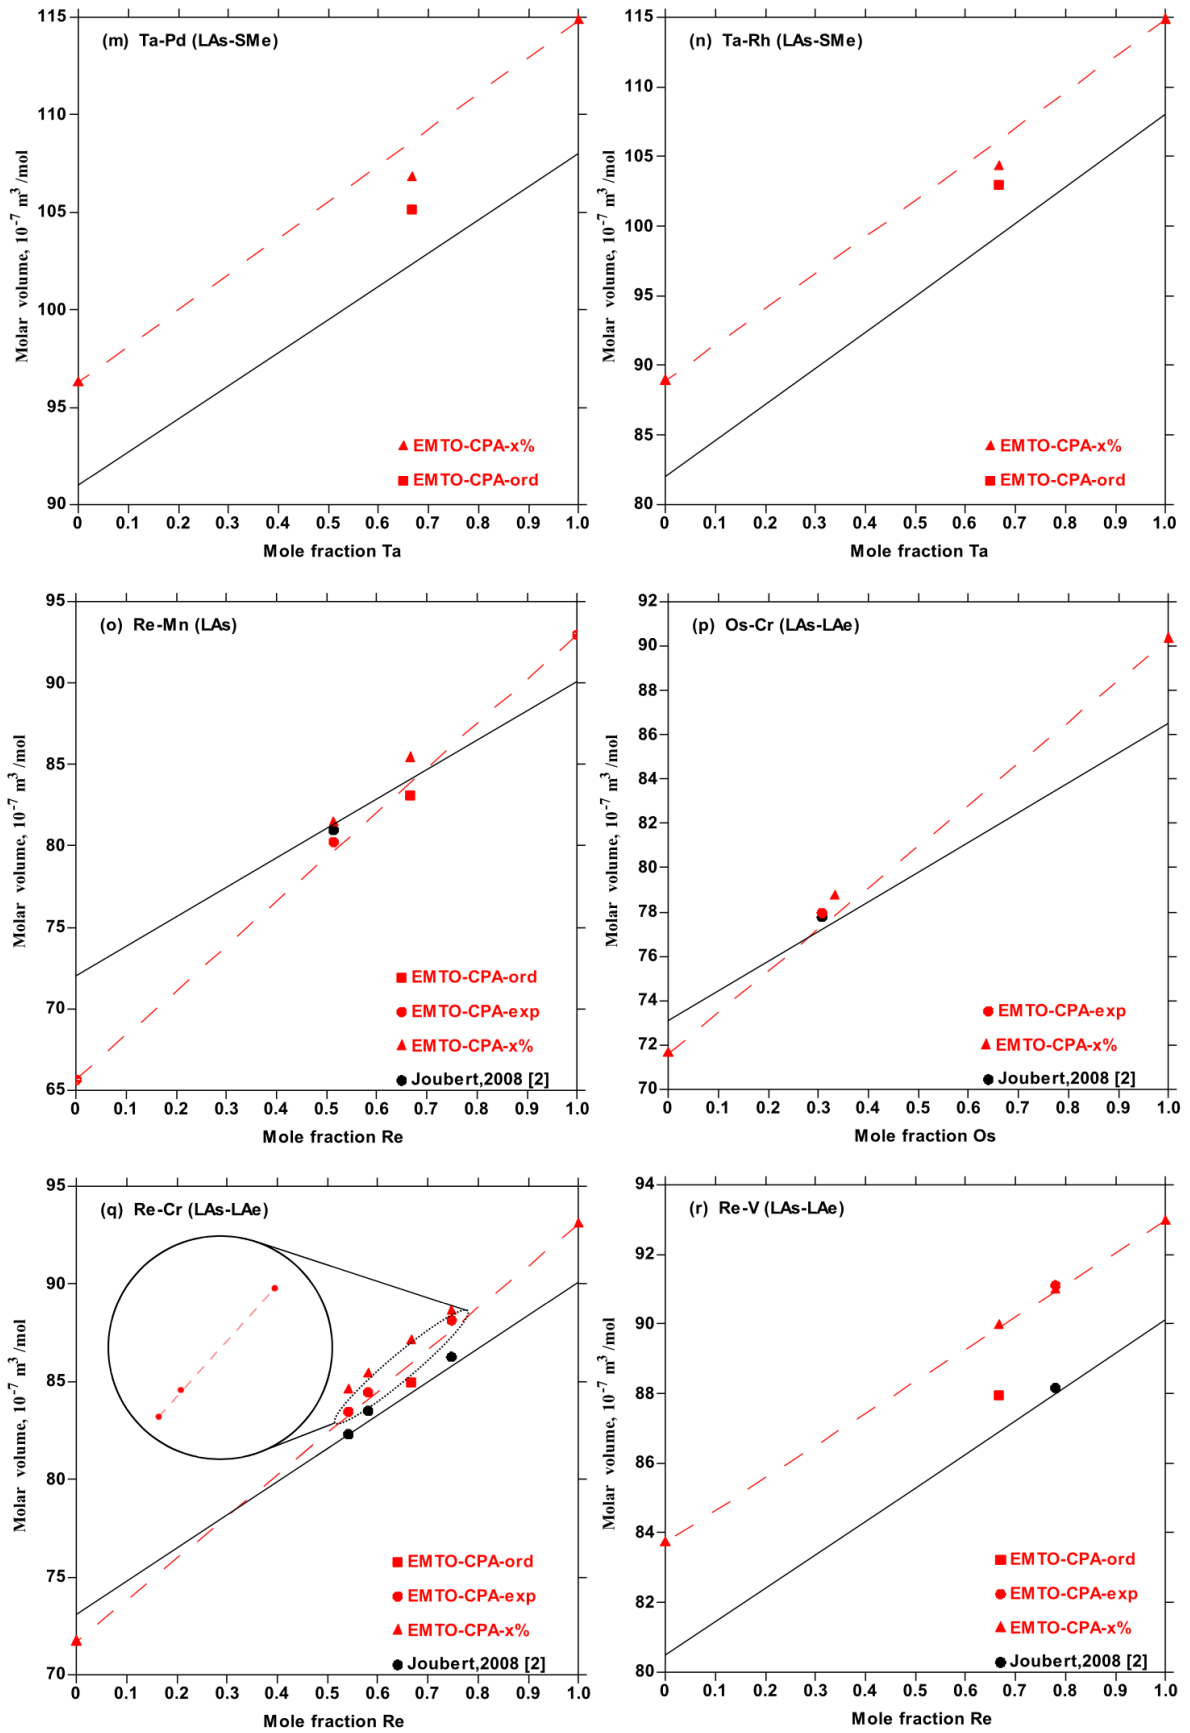 (m) Ta-Pd (LAs-SMe)
115
110
105
100
95
90
Molar volume, 10⁻⁷ m³/mol
EMTO-CPA-x%
EMTO-CPA-ord
0 0.1 0.2 0.3 0.4 0.5 0.6 0.7 0.8 0.9 1.0
Mole fraction Ta
(n) Ta-Rh (LAs-SMe)
115
110
105
100
95
90
85
80
Molar volume, 10⁻⁷ m³/mol
EMTO-CPA-x%
EMTO-CPA-ord
0 0.1 0.2 0.3 0.4 0.5 0.6 0.7 0.8 0.9 1.0
Mole fraction Ta
(o) Re-Mn (LAs)
95
90
85
80
75
70
65
Molar volume, 10⁻⁷ m³/mol
EMTO-CPA-ord
EMTO-CPA-exp
EMTO-CPA-x%
Joubert,2008 [2]
0 0.1 0.2 0.3 0.4 0.5 0.6 0.7 0.8 0.9 1.0
Mole fraction Re
(p) Os-Cr (LAs-LAe)
92
90
88
86
84
82
80
78
76
74
72
70
Molar volume, 10⁻⁷ m³/mol
EMTO-CPA-exp
EMTO-CPA-x%
Joubert,2008 [2]
0 0.1 0.2 0.3 0.4 0.5 0.6 0.7 0.8 0.9 1.0
Mole fraction Os
(q) Re-Cr (LAs-LAe)
95
90
85
80
75
70
Molar volume, 10⁻⁷ m³/mol
EMTO-CPA-ord
EMTO-CPA-exp
EMTO-CPA-x%
Joubert,2008 [2]
0 0.1 0.2 0.3 0.4 0.5 0.6 0.7 0.8 0.9 1.0
Mole fraction Re
(r) Re-V (LAs-LAe)
94
92
90
88
86
84
82
80
Molar volume, 10⁻⁷ m³/mol
EMTO-CPA-ord
EMTO-CPA-exp
EMTO-CPA-x%
Joubert,2008 [2]
0 0.1 0.2 0.3 0.4 0.5 0.6 0.7 0.8 0.9 1.0
Mole fraction Re